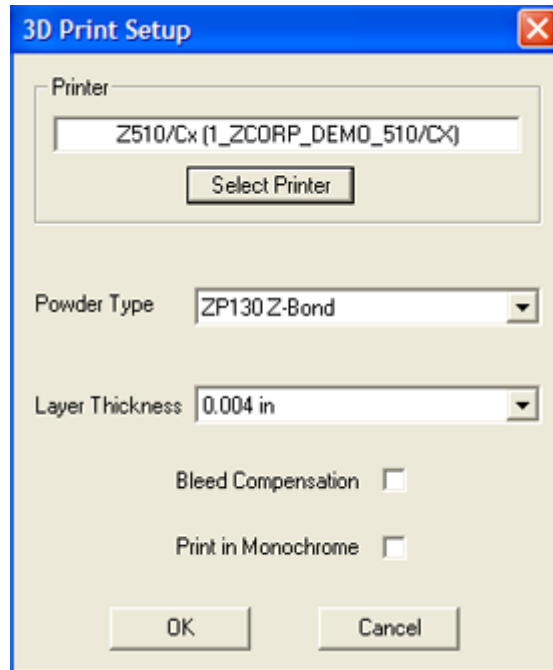 3D Print Setup
Printer
Z510/Cx (1_ZCORP_DEMO_510/CX)
Select Printer
Powder Type ZP130 Z-Bond
Layer Thickness 0.004 in
Bleed Compensation
Print in Monochrome
OK Cancel